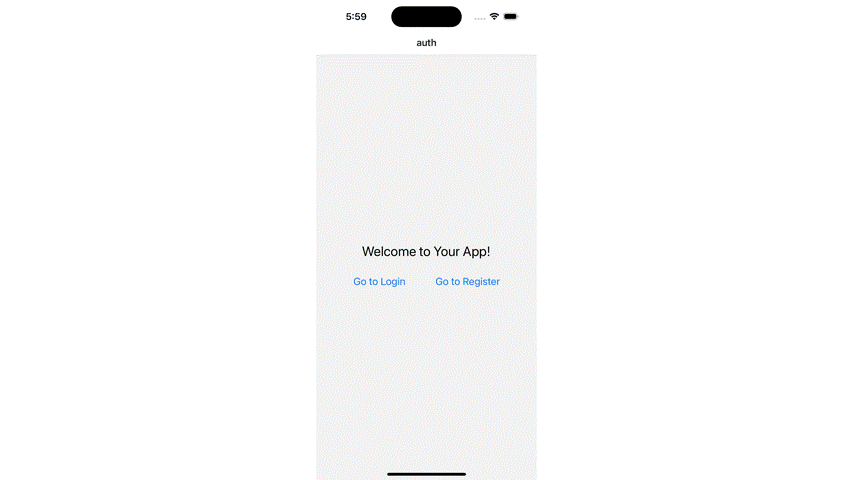 5:59
auth
Welcome to Your App!
Go to Login Go to Register